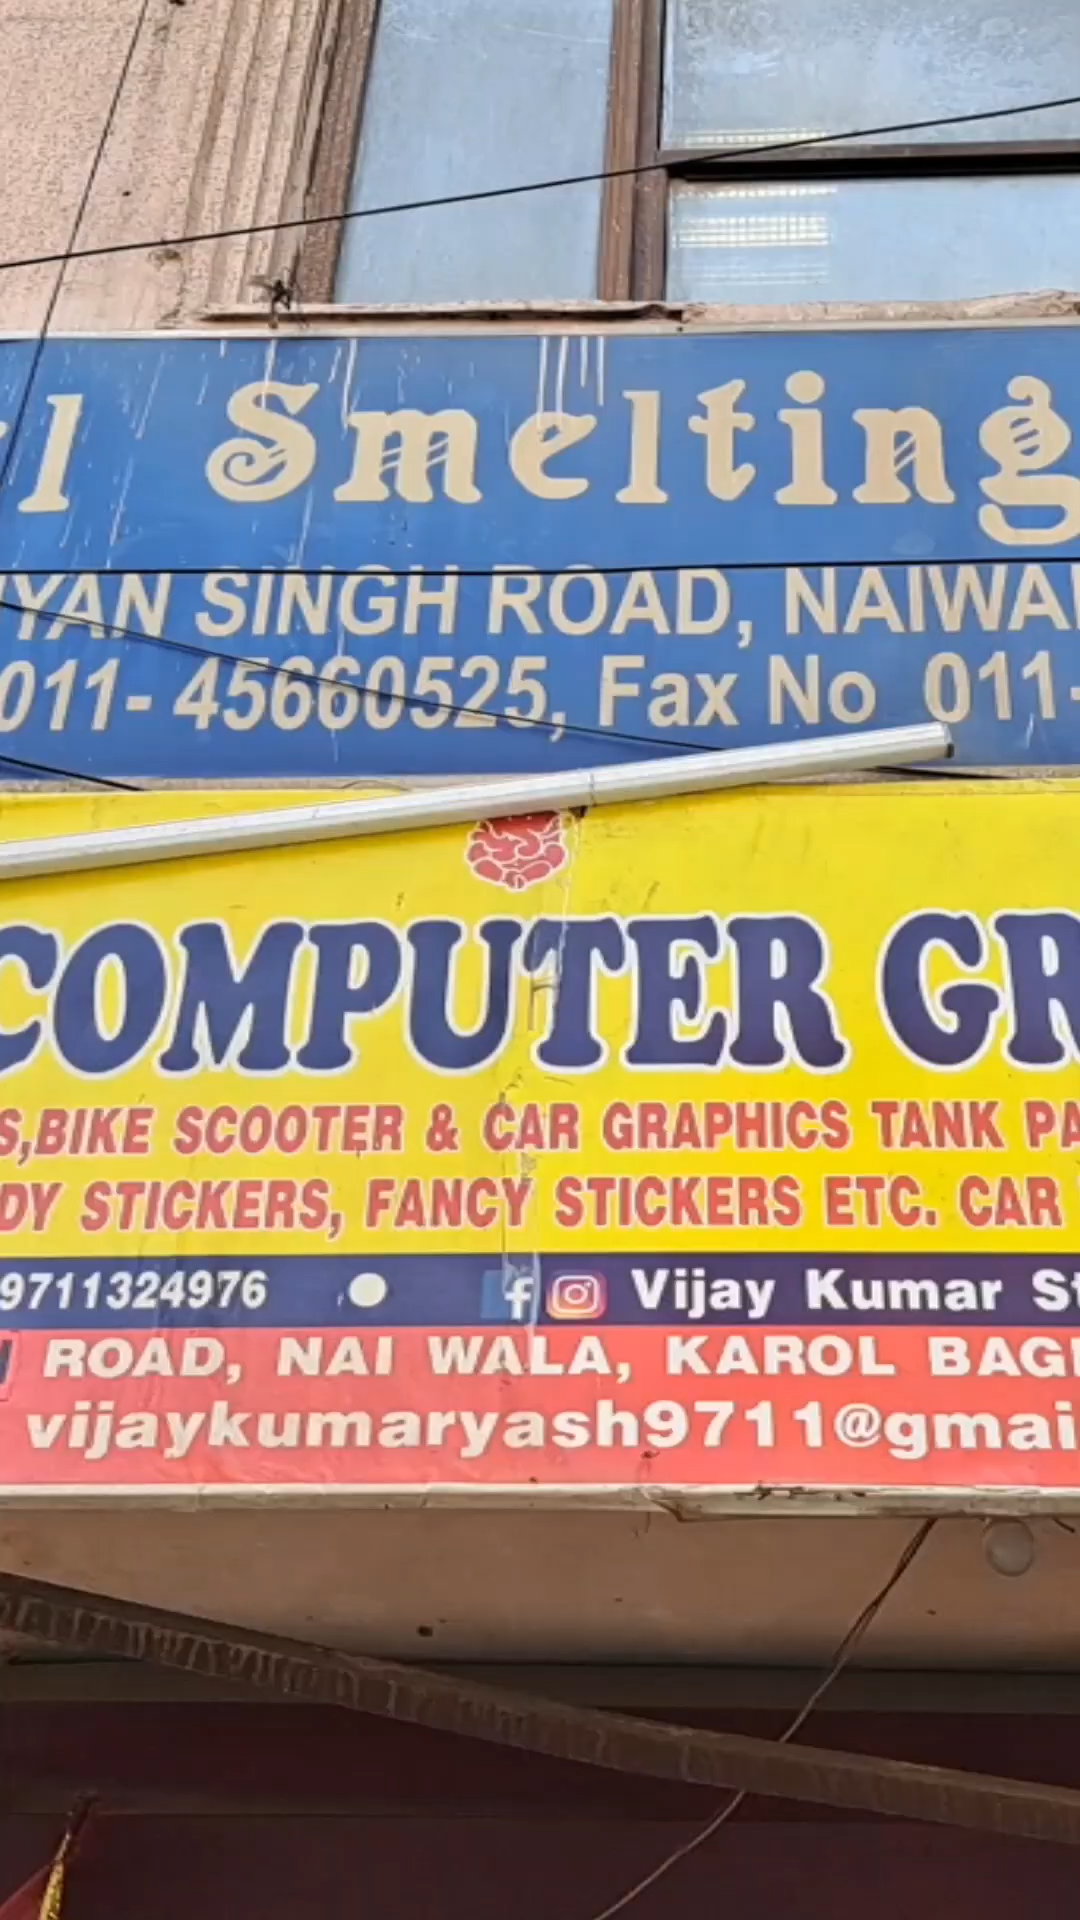 l Smelting
YAN SINGH ROAD, NAIWA
011- 45660525, Fax No 011-
COMPUTER GR
S,BIKE SCOOTER & CAR GRAPHICS TANK PA
DY STICKERS, FANCY STICKERS ETC. CAR
9711324976 Vijay Kumar St
ROAD, NAI WALA, KAROL BAGH
vijaykumaryash9711@gmai